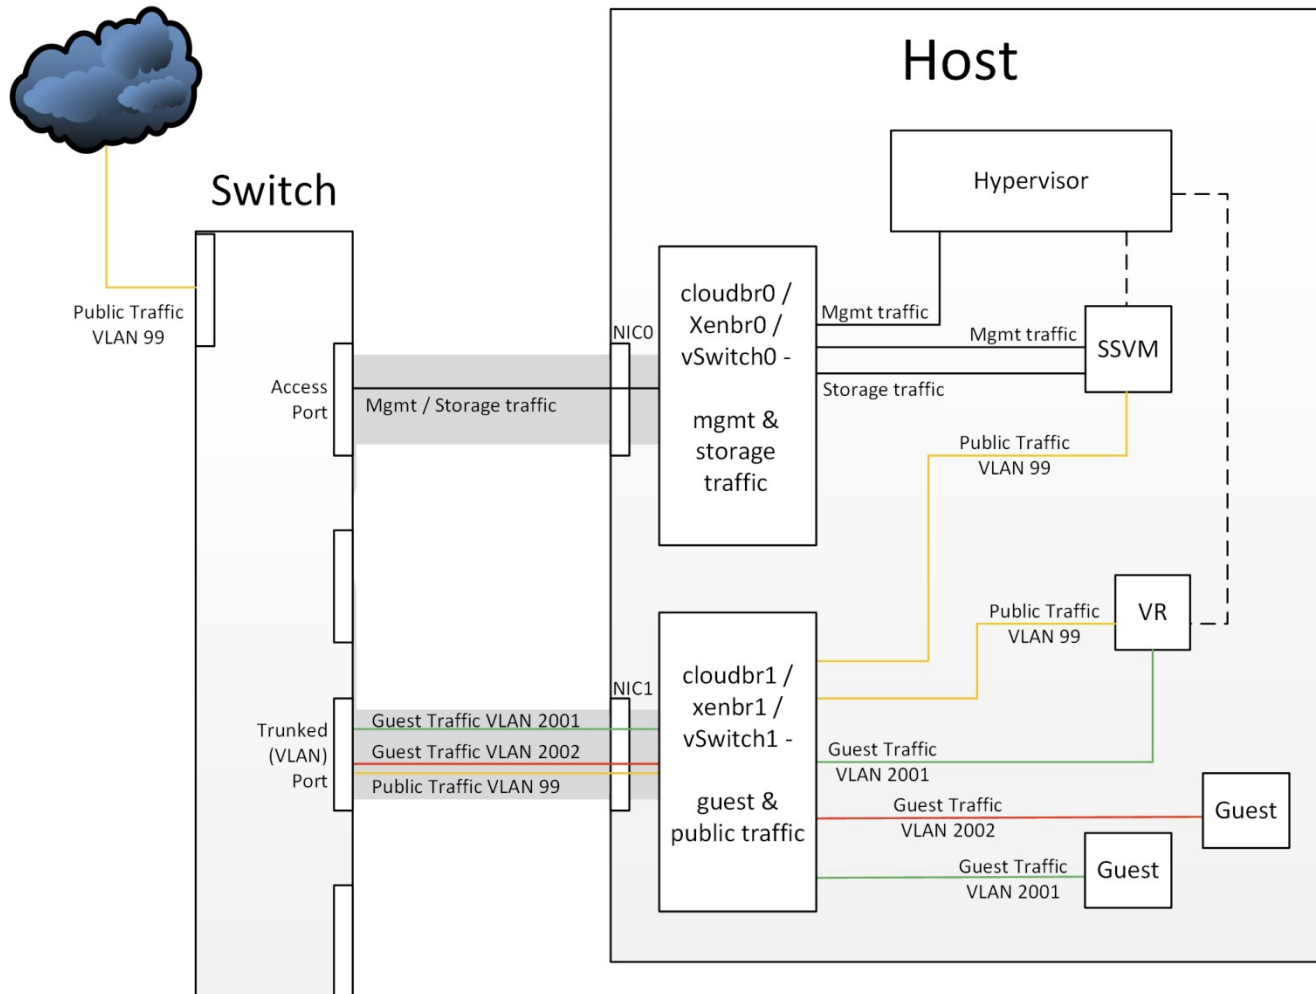 Host
Switch
Hypervisor
Public Traffic
VLAN 99
Access
Port
Mgmt / Storage traffic
NIC0
cloudbr0 /
Xenbr0 /
vSwitch0 -
mgmt &
storage
traffic
Mgmt traffic
Mgmt traffic
Storage traffic
SSVM
Public Traffic
VLAN 99
Public Traffic
VLAN 99
VR
Trunked
(VLAN)
Port
Guest Traffic VLAN 2001
Guest Traffic VLAN 2002
Public Traffic VLAN 99
NIC1
cloudbr1 /
xenbr1 /
vSwitch1 -
guest &
public traffic
Guest Traffic
VLAN 2001
Guest Traffic
VLAN 2002
Guest
Guest Traffic
VLAN 2001
Guest